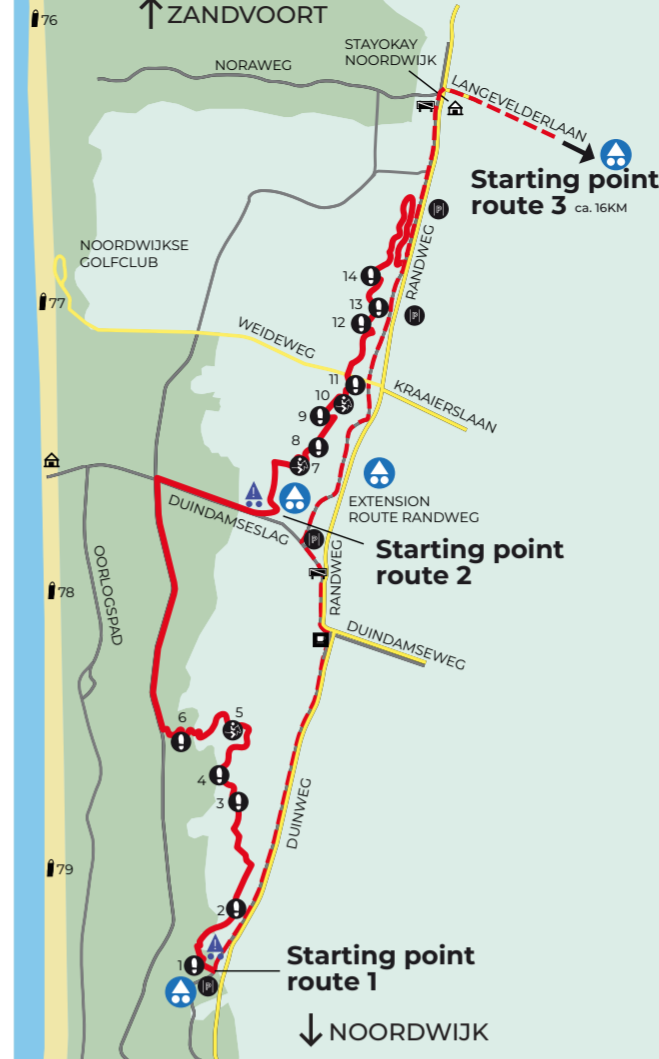 76
↑ ZANDVOORT
STAYOKAY
NOORDWIJK
NORAWEG
LANGEVELDERLAAN
Starting point
route 3 ca. 16KM
P
RANDWEG
NOORDWIJKSE
GOLFCLUB
14
77
13
P
12
WEIDEWEG
11
KRAAIERSLAAN
10
9
8
7
EXTENSION
ROUTE RANDWEG
DUINDAMSESLAG
P
Starting point
route 2
OORLOGSPAD
78
RANDWEG
DUINDAMSEWEG
5
6
4
3
DUINWEG
79
2
1
Starting point
route 1
P
↓ NOORDWIJK